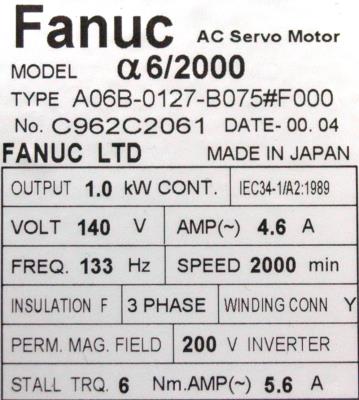 Fanuc AC Servo Motor
MODEL α6/2000
TYPE A06B-0127-B075#F000
No. C962C2061 DATE- 00. 04
FANUC LTD MADE IN JAPAN
OUTPUT 1.0 kW CONT. IEC34-1/A2:1989
VOLT 140 V AMP(~) 4.6 A
FREQ. 133 Hz SPEED 2000 min
INSULATION F 3 PHASE WINDING CONN Y
PERM. MAG. FIELD 200 V INVERTER
STALL TRQ. 6 Nm.AMP(~) 5.6 A